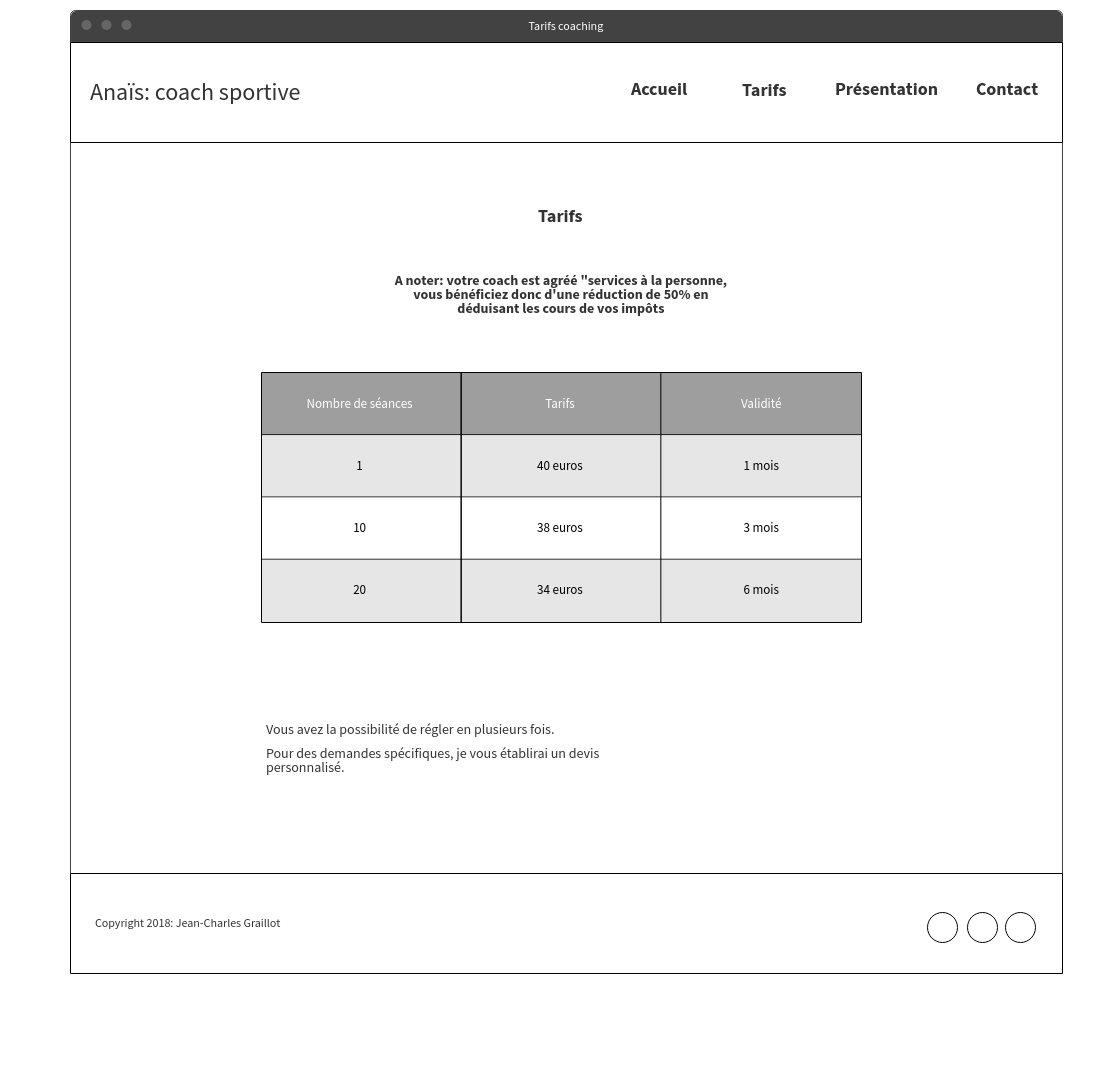 Tarifs coaching
Anaïs: coach sportive
Accueil Tarifs Présentation Contact
Tarifs
A noter: votre coach est agréé "services à la personne,
vous bénéficiez donc d'une réduction de 50% en
déduisant les cours de vos impôts
Nombre de séances Tarifs Validité
1 40 euros 1 mois
10 38 euros 3 mois
20 34 euros 6 mois
Vous avez la possibilité de régler en plusieurs fois.
Pour des demandes spécifiques, je vous établirai un devis
personnalisé.
Copyright 2018: Jean-Charles Graillot